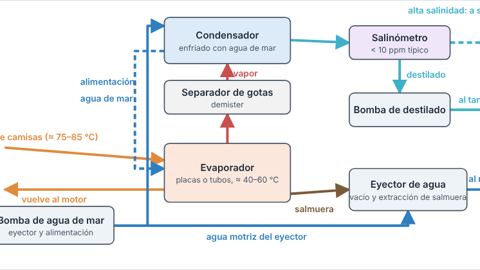 alta salinidad: a s
Condensador
enfriado con agua de mar
Salinómetro
< 10 ppm típico
vapor
destilado
alimentación
agua de mar
Separador de gotas
demister
Bomba de destilado
al tan
e camisas (≈ 75–85 °C)
Evaporador
placas o tubos, ≈ 40–60 °C
Eyector de agua
vacío y extracción de salmuera
al m
vuelve al motor
salmuera
Bomba de agua de mar
eyector y alimentación
agua motriz del eyector